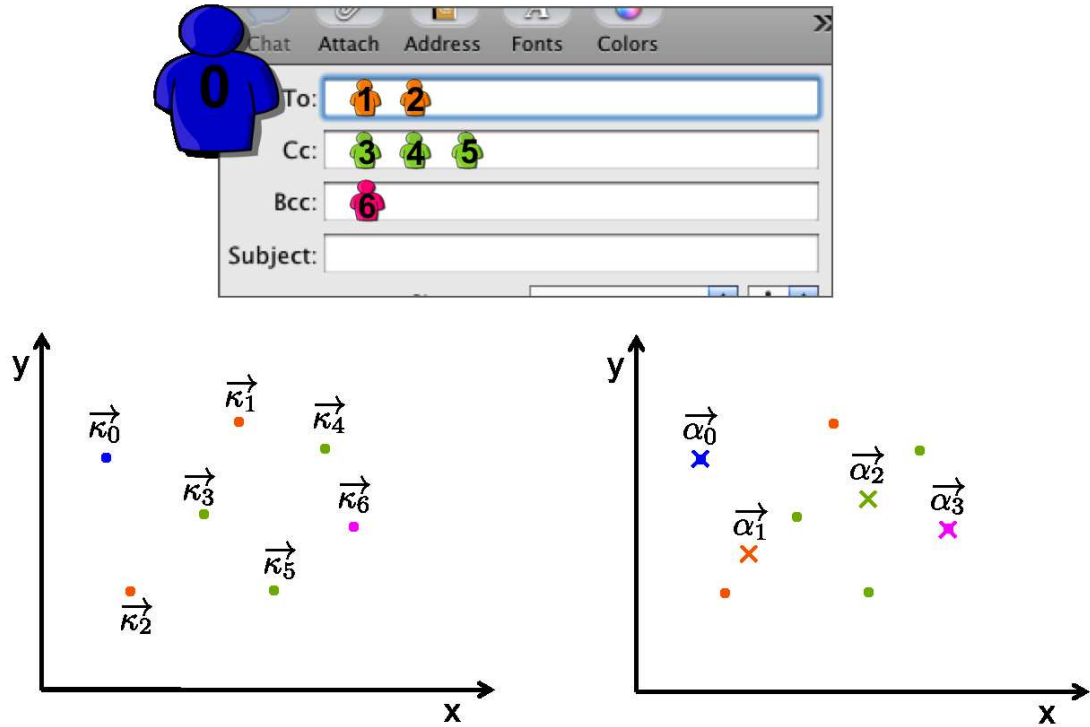 Chat Attach Address Fonts Colors »
0 To: 1 2
Cc: 3 4 5
Bcc: 6
Subject:
y
κ₀⃗ κ₁⃗ κ₄⃗
κ₃⃗ κ₆⃗
κ₅⃗
κ₂⃗
x
y
α₀⃗ α₂⃗
α₁⃗ α₃⃗
x